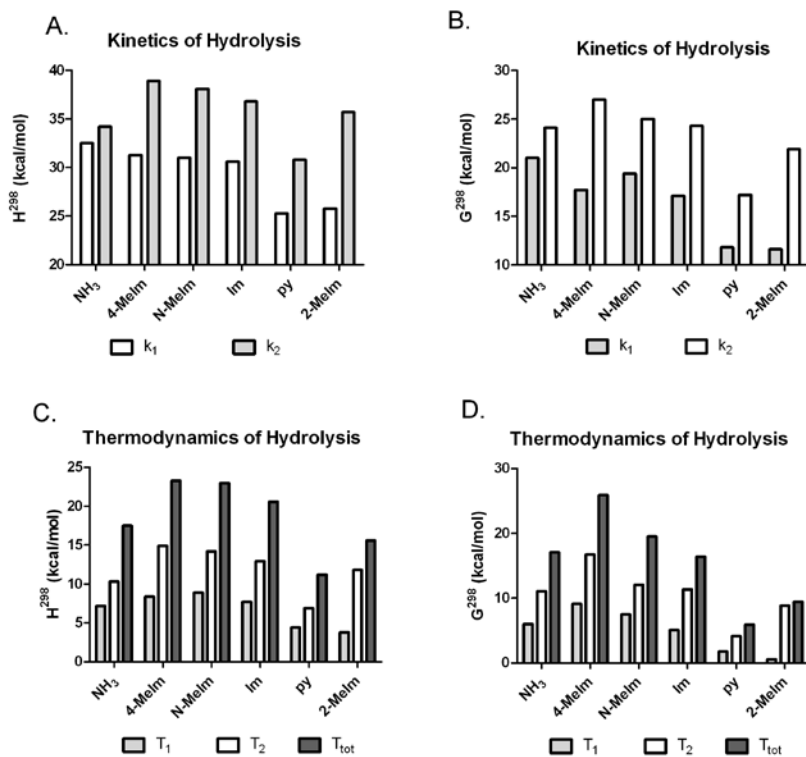 A.
Kinetics of Hydrolysis
40
35
30
25
20
H²⁹⁸ (kcal/mol)
NH₃
4-MeIm
N-MeIm
Im
py
2-MeIm
k₁
k₂
B.
Kinetics of Hydrolysis
30
25
20
15
10
G²⁹⁸ (kcal/mol)
NH₃
4-MeIm
N-MeIm
Im
py
2-MeIm
k₁
k₂
C.
Thermodynamics of Hydrolysis
25
20
15
10
5
0
H²⁹⁸ (kcal/mol)
NH₃
4-MeIm
N-MeIm
Im
py
2-MeIm
T₁
T₂
Tₜₒₜ
D.
Thermodynamics of Hydrolysis
30
20
10
0
G²⁹⁸ (kcal/mol)
NH₃
4-MeIm
N-MeIm
Im
py
2-MeIm
T₁
T₂
Tₜₒₜ